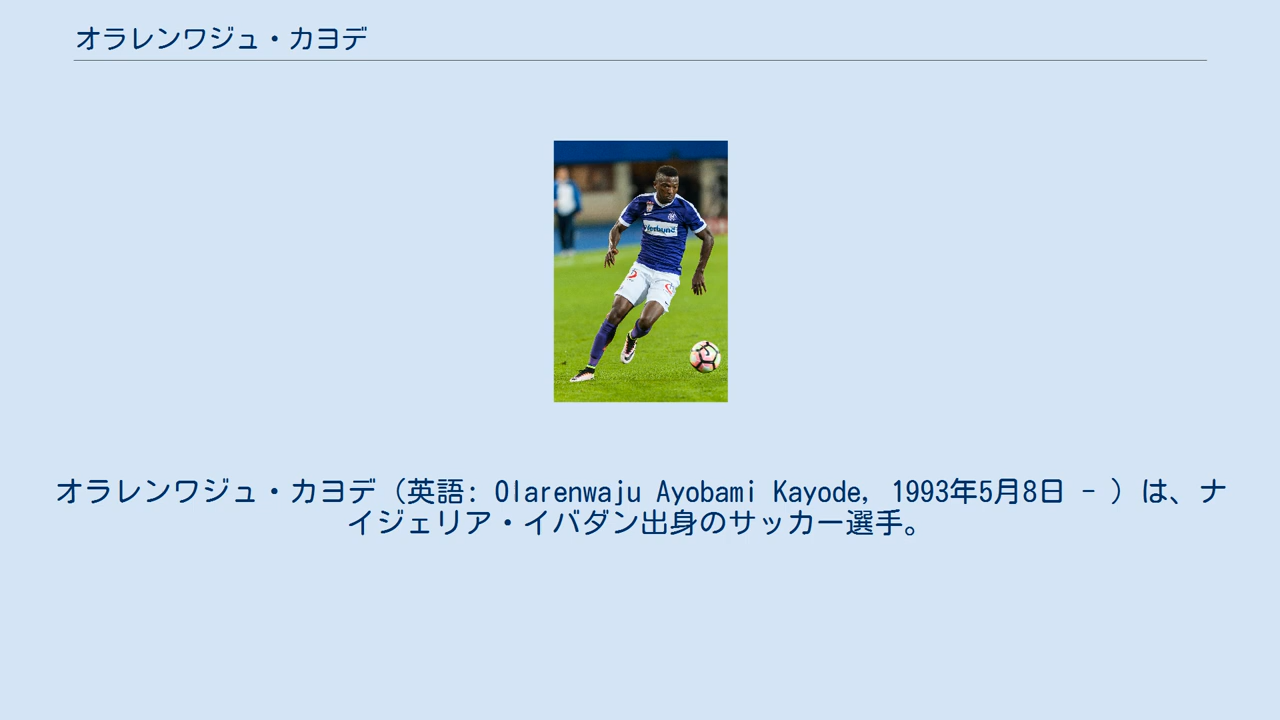 オラレンワジュ・カヨデ
Verbund
オラレンワジュ・カヨデ（英語: Olarenwaju Ayobami Kayode, 1993年5月8日 - ）は、ナ
イジェリア・イバダン出身のサッカー選手。